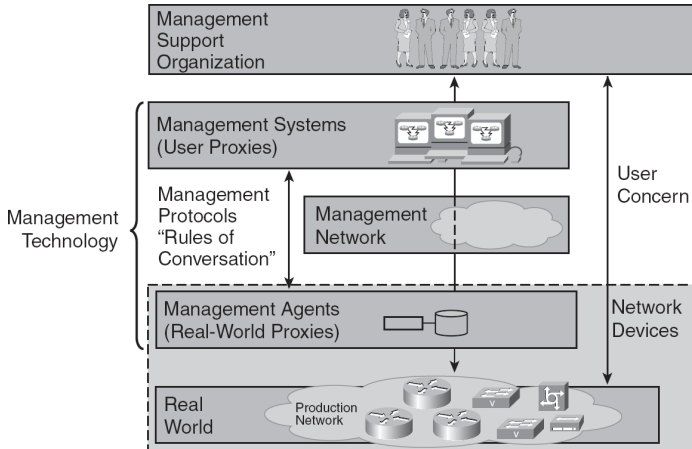 Management
Support
Organization
Management Systems
(User Proxies)
User
Concern
Management
Protocols
“Rules of
Conversation”
Management
Network
Management
Technology
Management Agents
(Real-World Proxies)
Network
Devices
Real
World
Production
Network
V
V